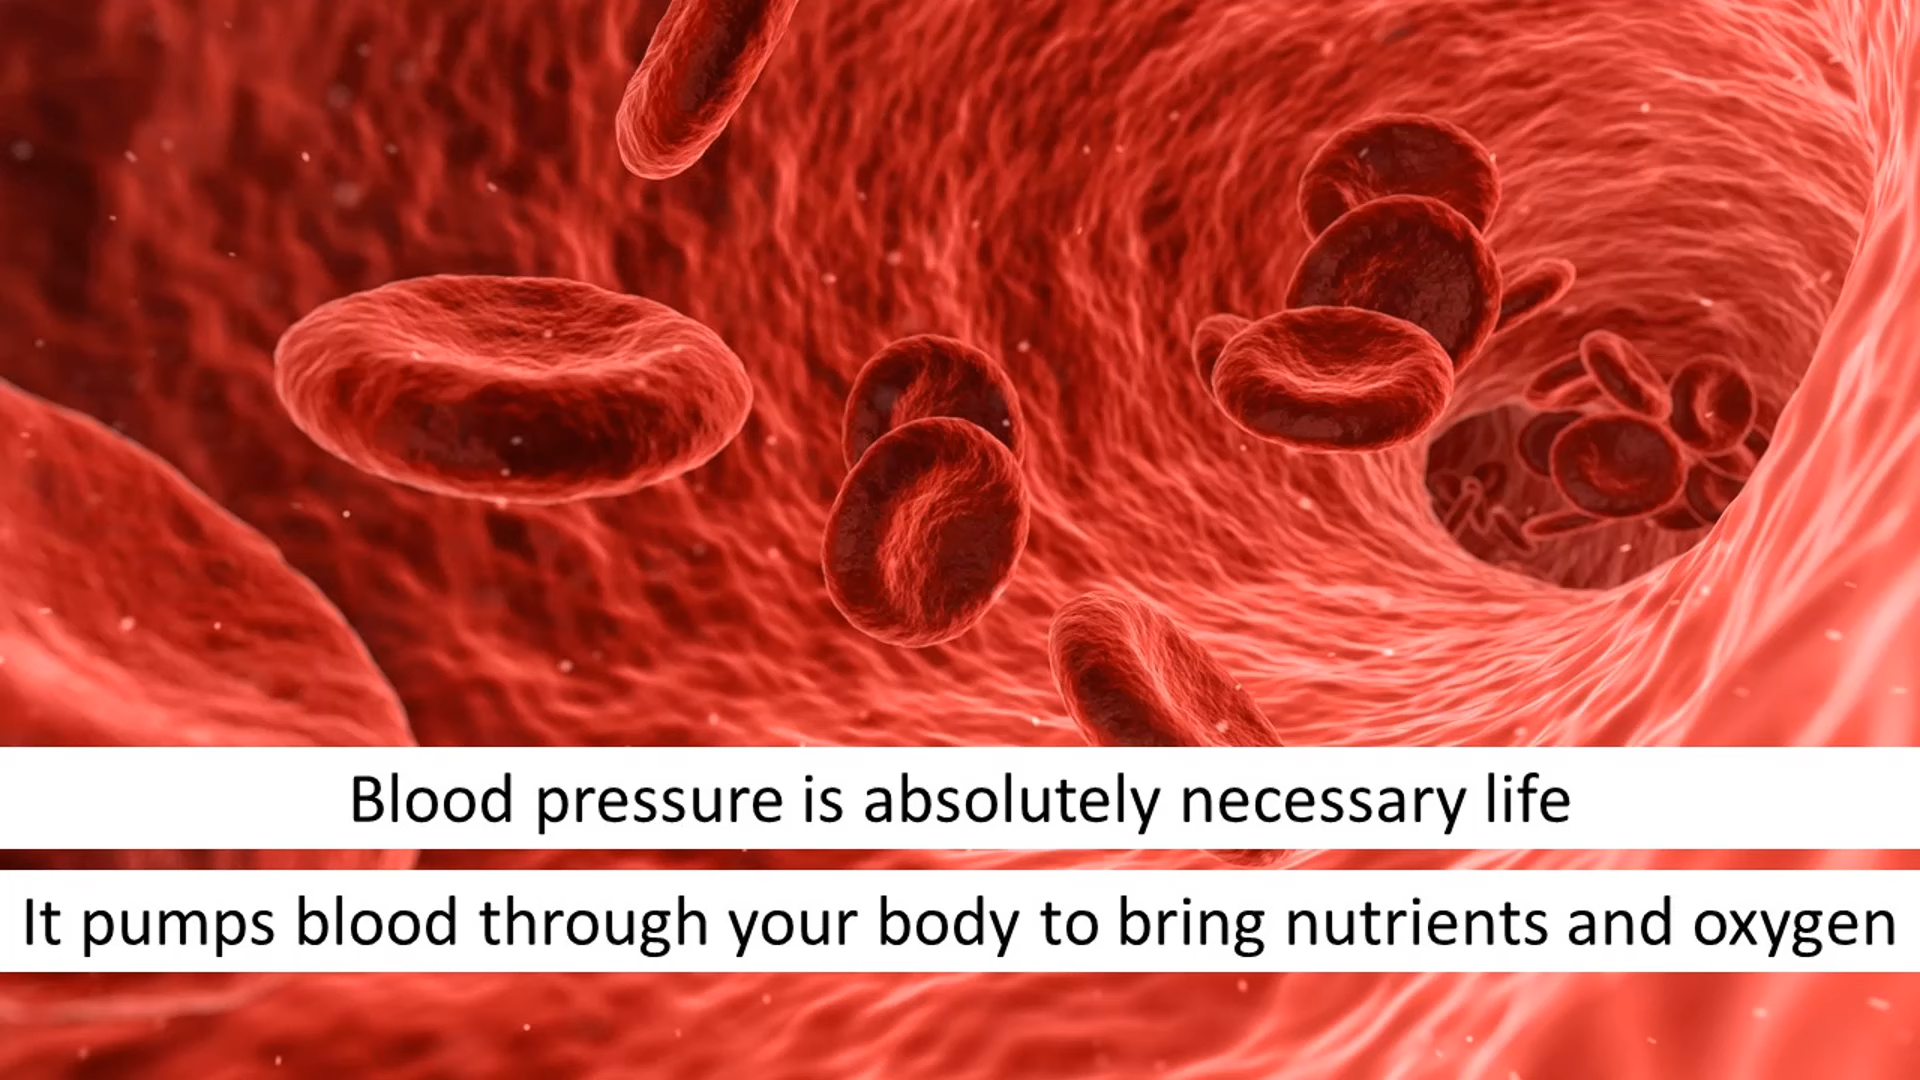 Blood pressure is absolutely necessary life
It pumps blood through your body to bring nutrients and oxygen